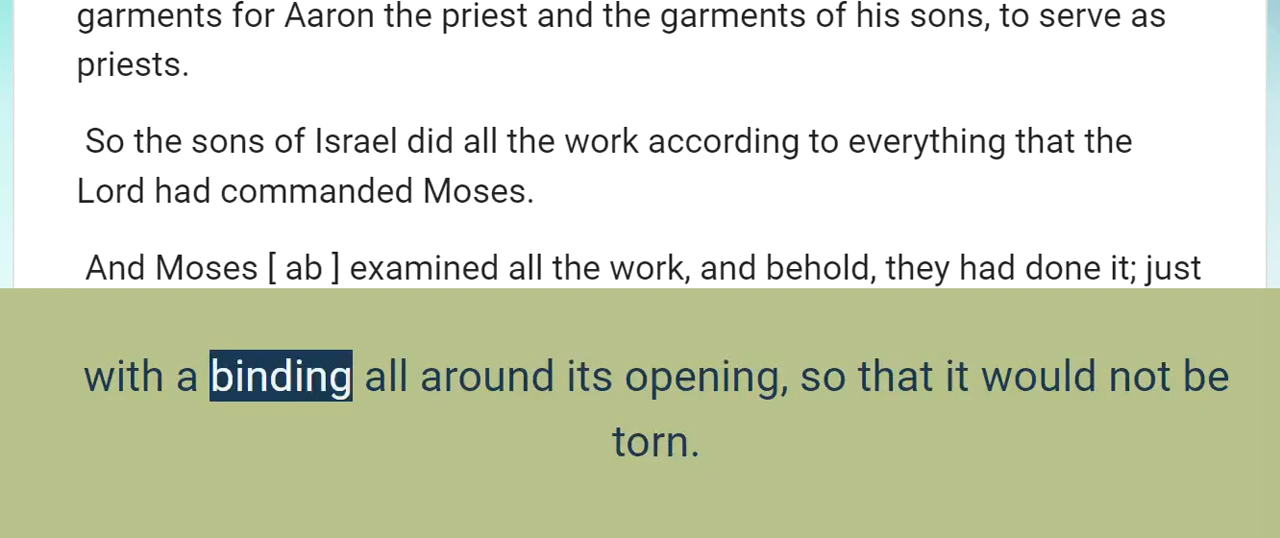 garments for Aaron the priest and the garments of his sons, to serve as
priests.
So the sons of Israel did all the work according to everything that the
Lord had commanded Moses.
And Moses [ ab ] examined all the work, and behold, they had done it; just
with a binding all around its opening, so that it would not be
torn.